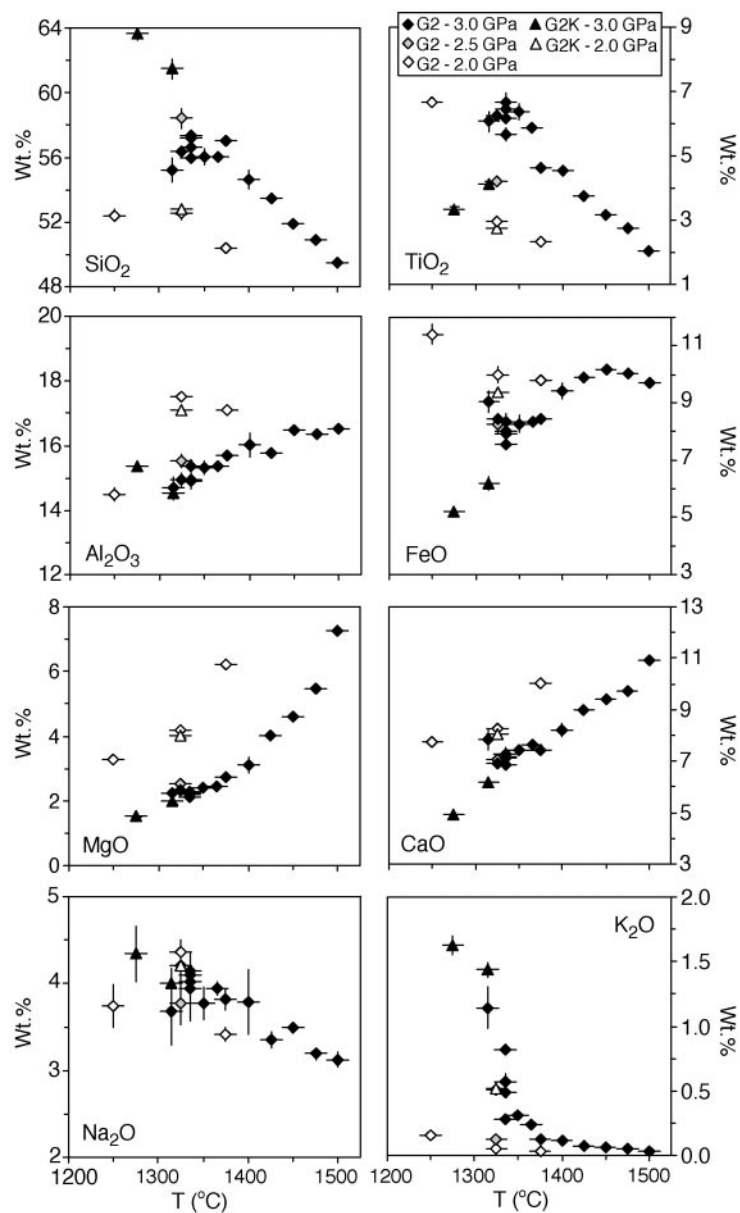 G2 - 3.0 GPa G2K - 3.0 GPa
G2 - 2.5 GPa G2K - 2.0 GPa
G2 - 2.0 GPa
64
60
56
52
48
Wt.%
SiO2
9
7
5
3
1
Wt.%
TiO2
20
18
16
14
12
Wt.%
Al2O3
11
9
7
5
3
Wt.%
FeO
8
6
4
2
0
Wt.%
MgO
13
11
9
7
5
3
Wt.%
CaO
5
4
3
2
Wt.%
Na2O
K2O
2.0
1.5
1.0
0.5
0.0
Wt.%
1200 1300 1400 1500
T (°C)
1200 1300 1400 1500
T (°C)